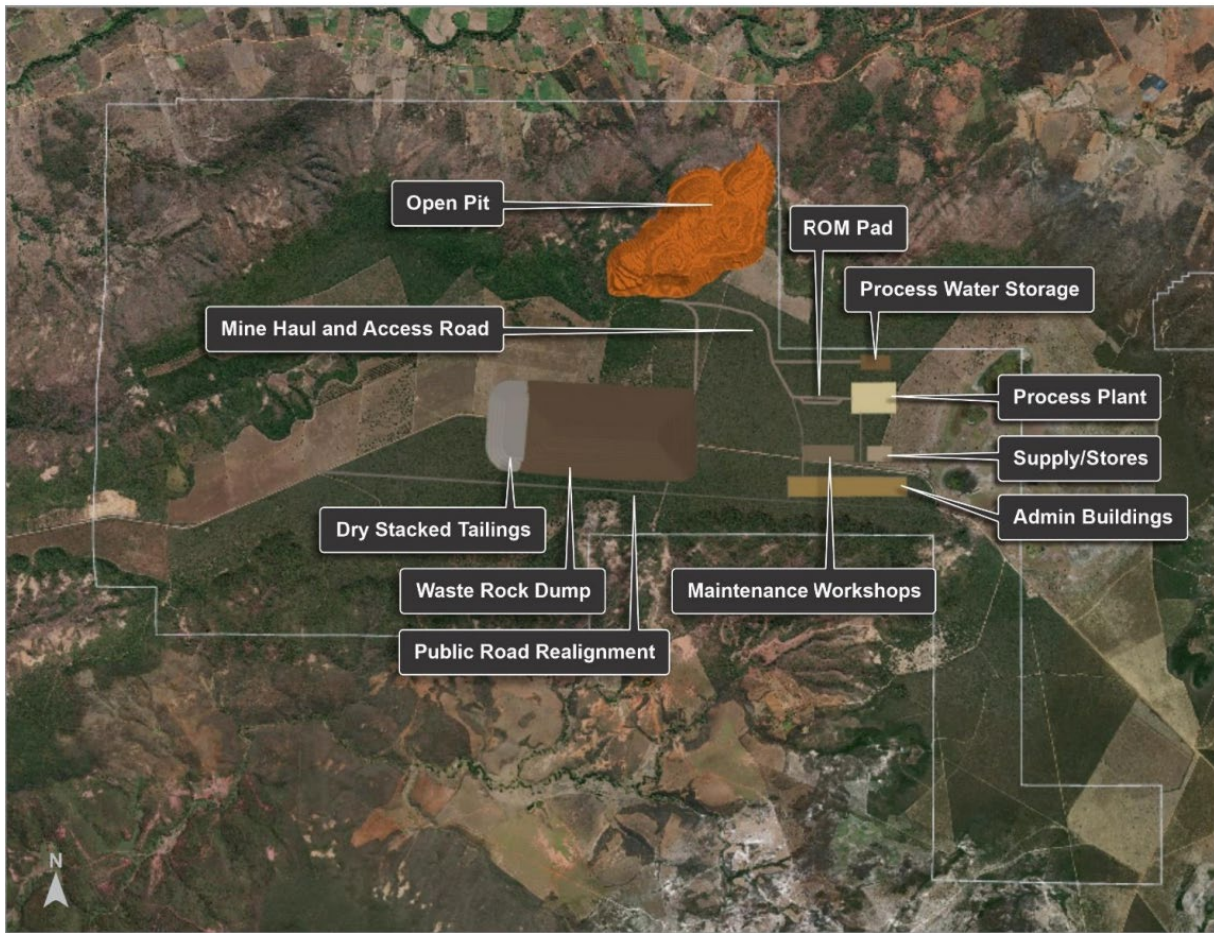 Open Pit
ROM Pad
Process Water Storage
Mine Haul and Access Road
Process Plant
Supply/Stores
Dry Stacked Tailings
Admin Buildings
Waste Rock Dump
Maintenance Workshops
Public Road Realignment
N